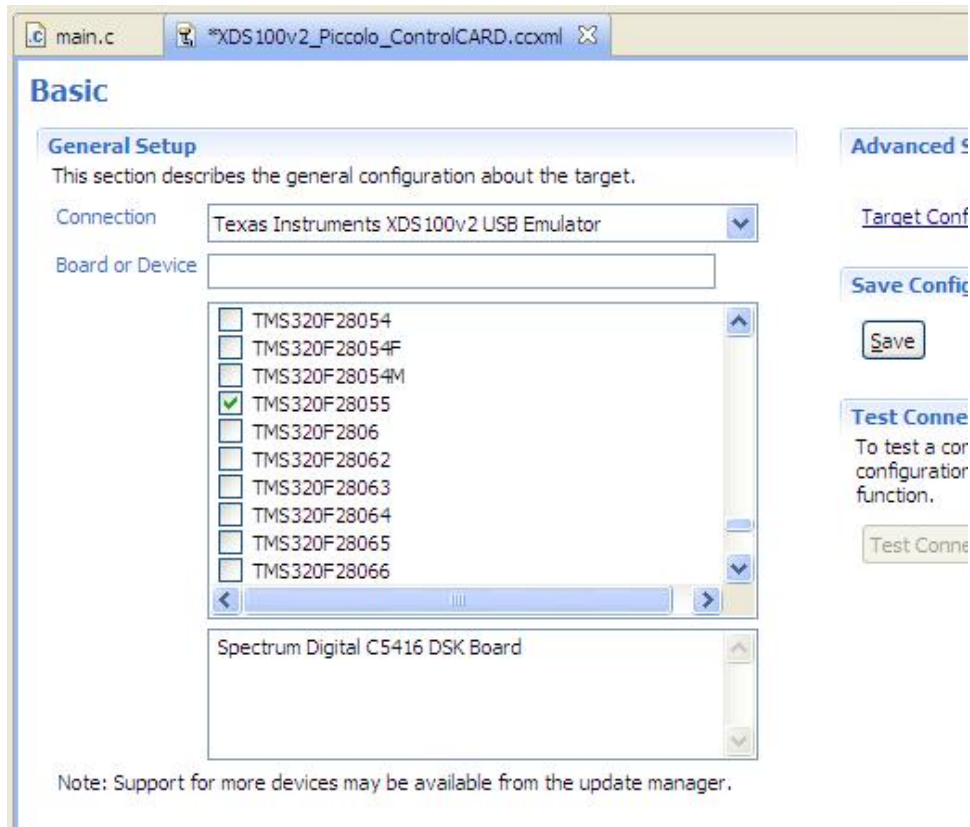 .c main.c *XDS100v2_Piccolo_ControlCARD.ccxml
Basic
General Setup
This section describes the general configuration about the target.
Connection Texas Instruments XDS100v2 USB Emulator
Board or Device
TMS320F28054
TMS320F28054F
TMS320F28054M
TMS320F28055
TMS320F2806
TMS320F28062
TMS320F28063
TMS320F28064
TMS320F28065
TMS320F28066
Spectrum Digital C5416 DSK Board
Note: Support for more devices may be available from the update manager.
Advanced S
Target Conf
Save Config
Save
Test Conne
To test a con
configuration
function.
Test Conne